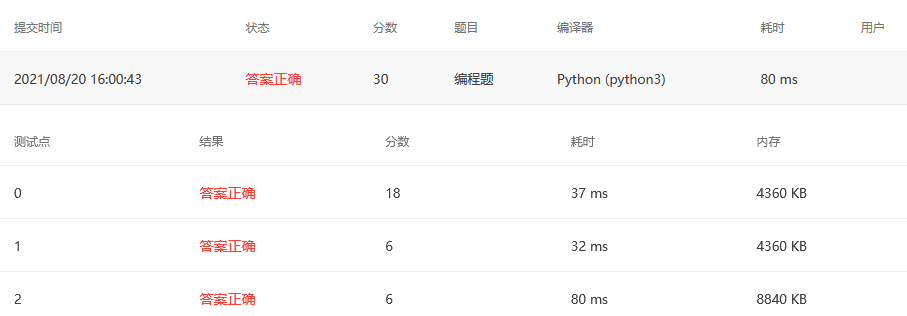 提交时间 状态 分数 题目 编译器 耗时 用户
2021/08/20 16:00:43 答案正确 30 编程题 Python (python3) 80 ms
测试点 结果 分数 耗时 内存
0 答案正确 18 37 ms 4360 KB
1 答案正确 6 32 ms 4360 KB
2 答案正确 6 80 ms 8840 KB